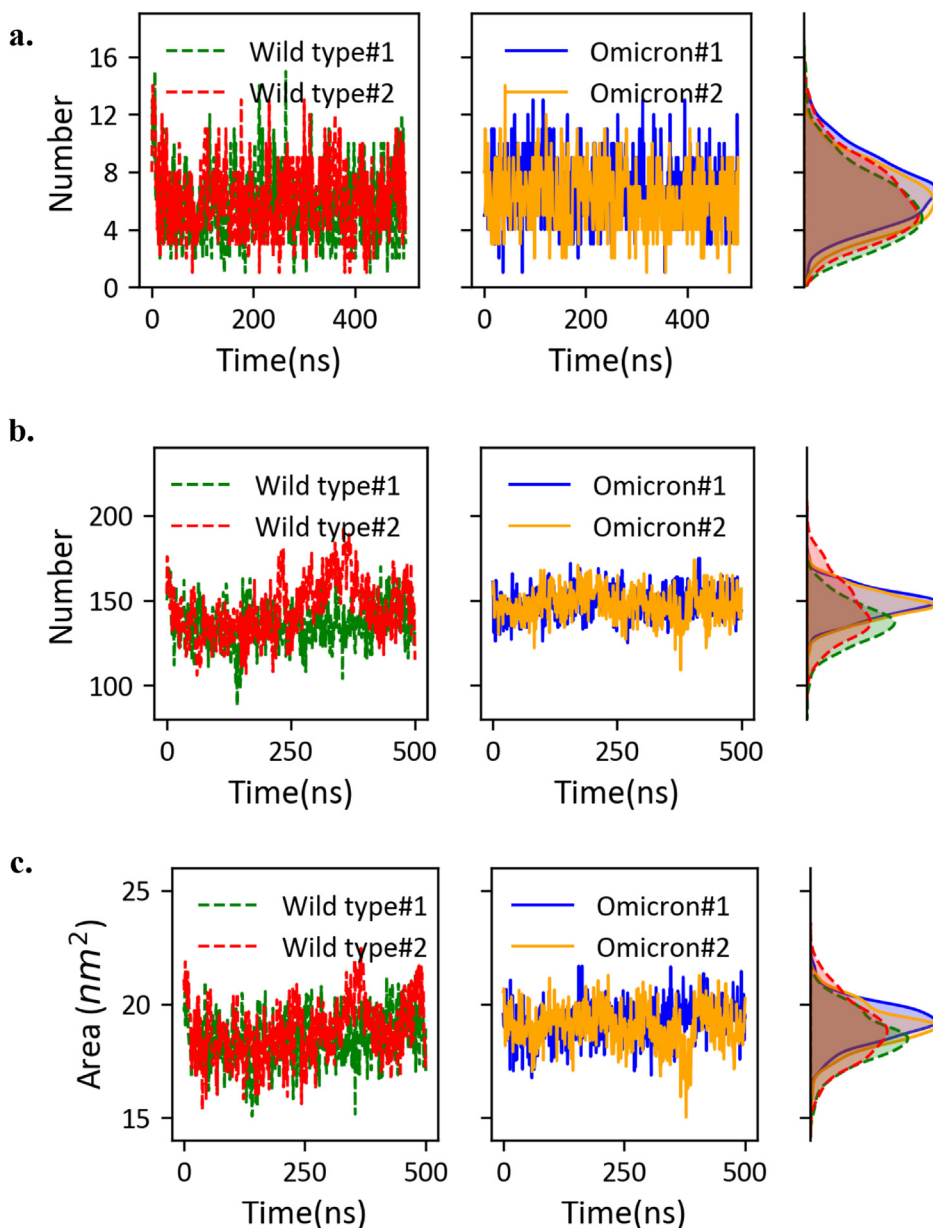 a.
Number
16
12
8
4
0
Wild type#1
Wild type#2
0 200 400
Time(ns)
Omicron#1
Omicron#2
0 200 400
Time(ns)
b.
Number
200
150
100
Wild type#1
Wild type#2
0 250 500
Time(ns)
Omicron#1
Omicron#2
0 250 500
Time(ns)
c.
Area (nm²)
25
20
15
Wild type#1
Wild type#2
0 500
Time(ns)
Omicron#1
Omicron#2
0 500
Time(ns)